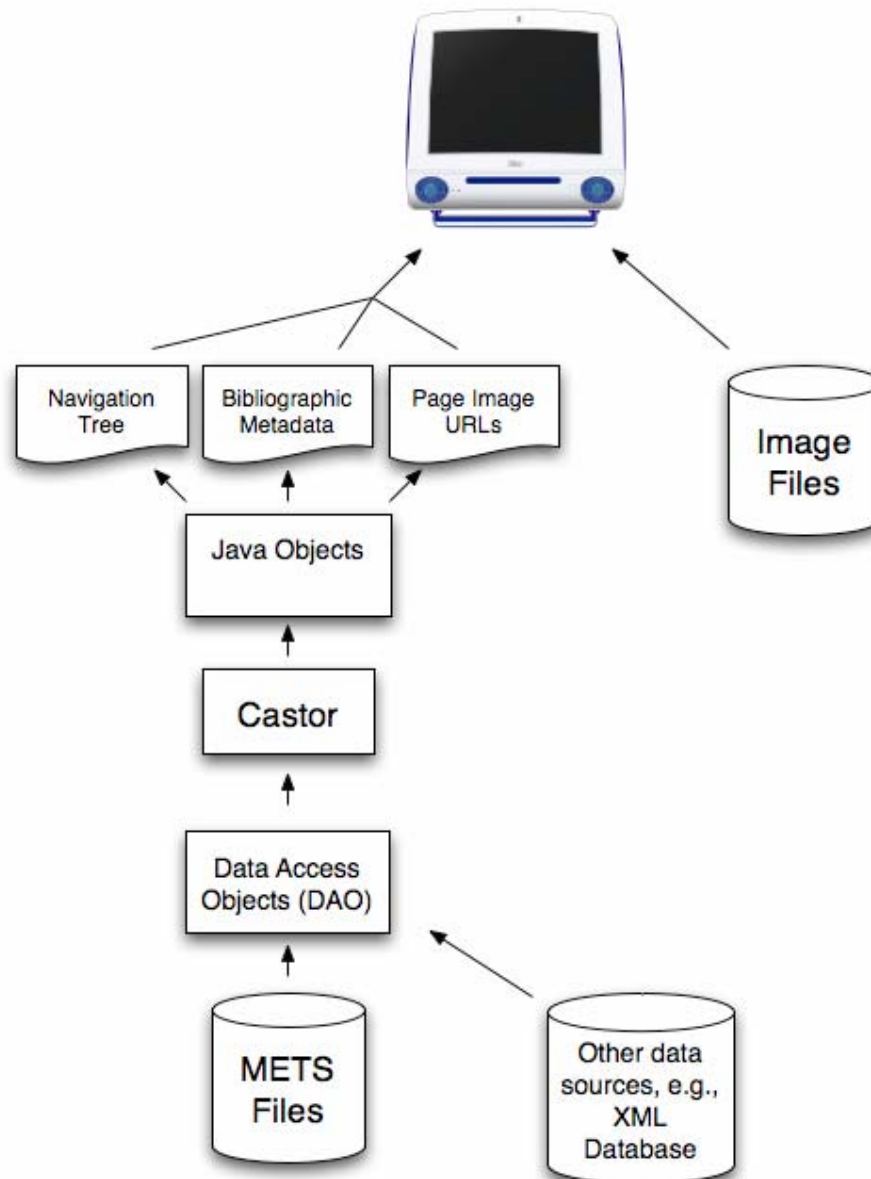 Navigation
Tree
Bibliographic
Metadata
Page Image
URLs
Image
Files
Java Objects
Castor
Data Access
Objects (DAO)
METS
Files
Other data
sources, e.g.,
XML
Database